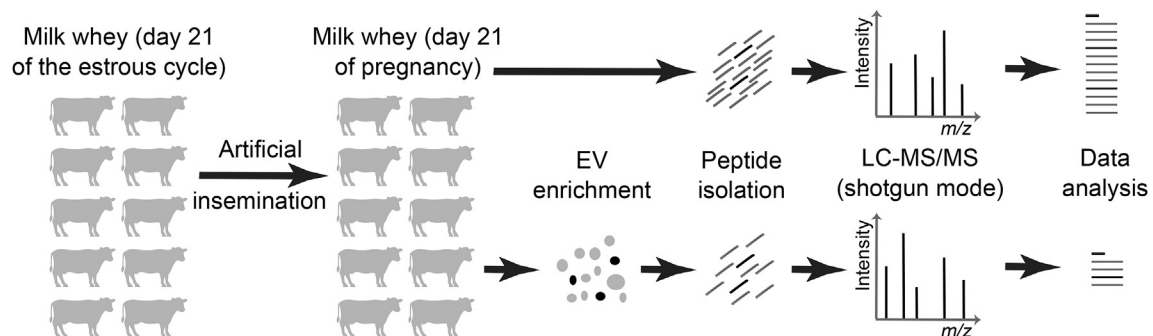 Milk whey (day 21
of the estrous cycle)
Artificial
insemination
Milk whey (day 21
of pregnancy)
EV
enrichment
Peptide
isolation
Intensity
m/z
LC-MS/MS
(shotgun mode)
Intensity
m/z
Data
analysis